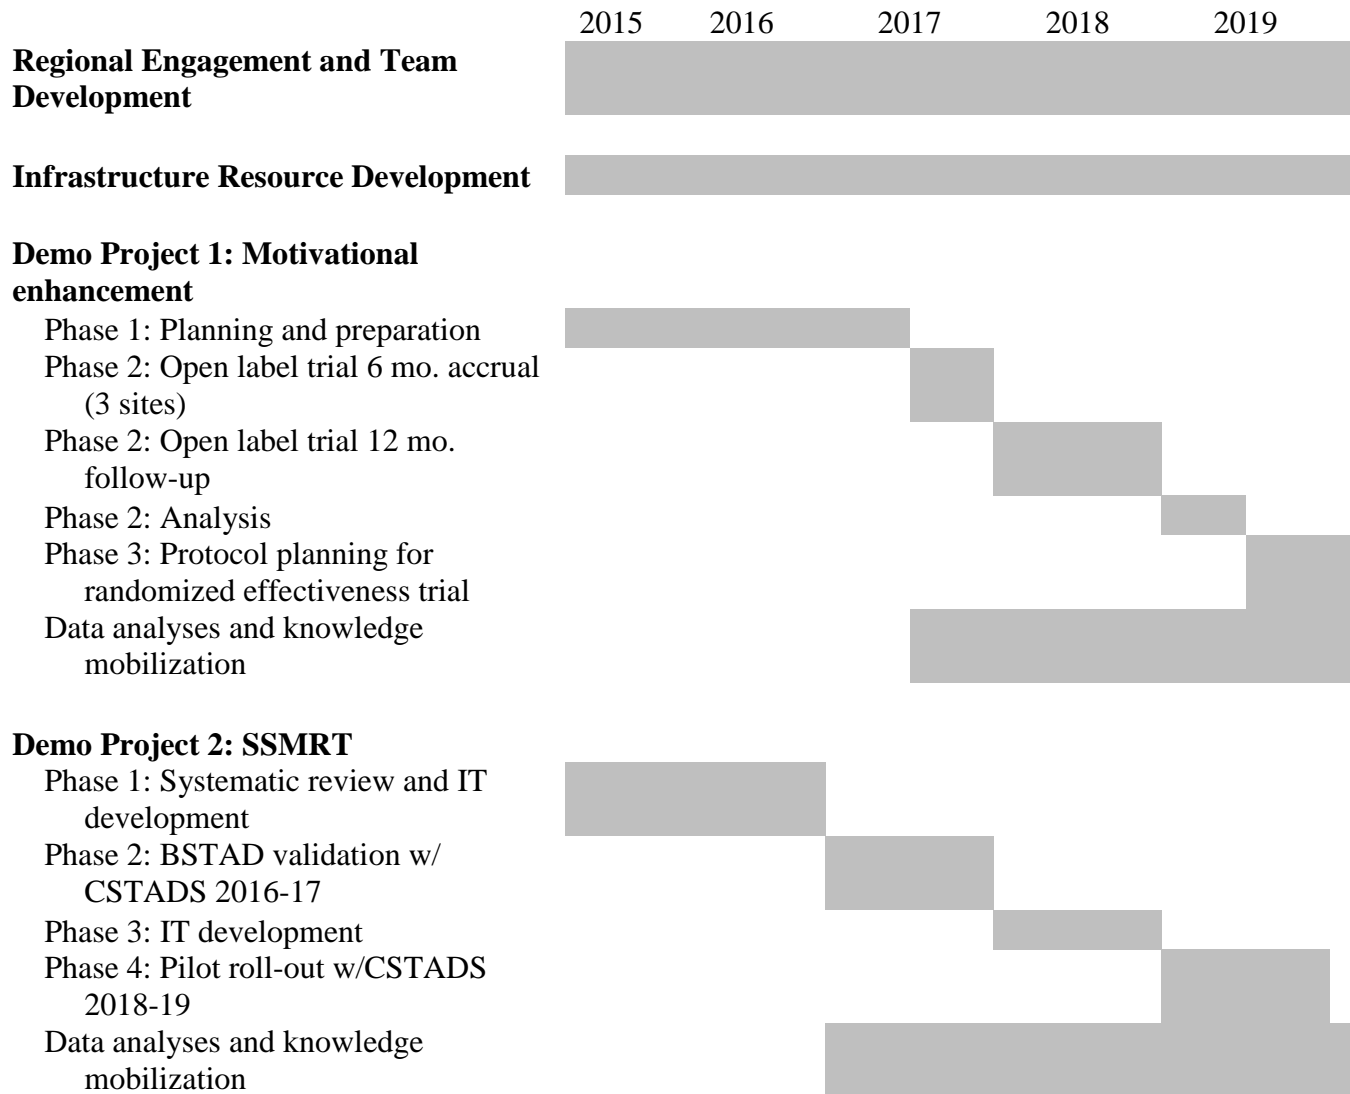 2015 2016 2017 2018 2019
Regional Engagement and Team
Development
Infrastructure Resource Development
Demo Project 1: Motivational
enhancement
Phase 1: Planning and preparation
Phase 2: Open label trial 6 mo. accrual
(3 sites)
Phase 2: Open label trial 12 mo.
follow-up
Phase 2: Analysis
Phase 3: Protocol planning for
randomized effectiveness trial
Data analyses and knowledge
mobilization
Demo Project 2: SSMRT
Phase 1: Systematic review and IT
development
Phase 2: BSTAD validation w/
CSTADS 2016-17
Phase 3: IT development
Phase 4: Pilot roll-out w/CSTADS
2018-19
Data analyses and knowledge
mobilization